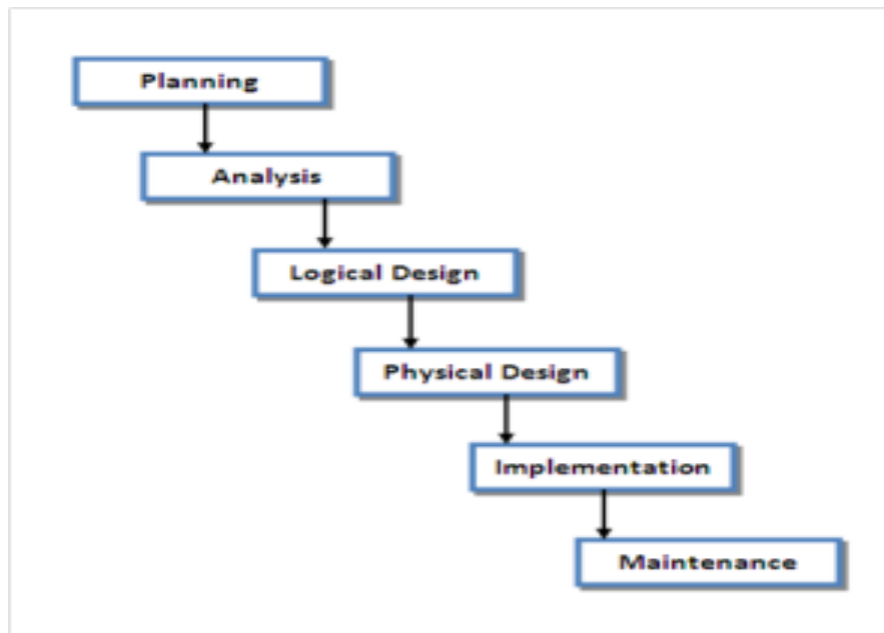 Planning
Analysis
Logical Design
Physical Design
Implementation
Maintenance